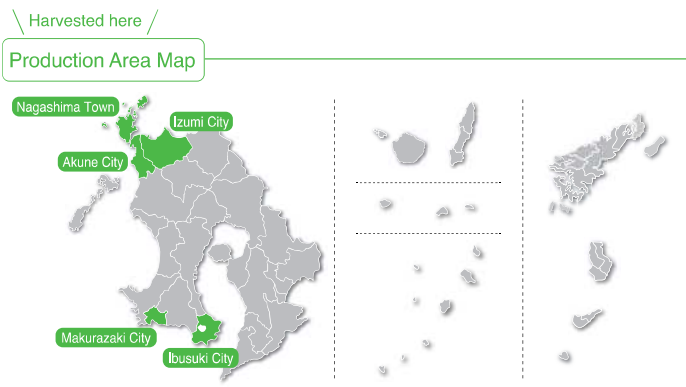 Harvested here
Production Area Map
Nagashima Town
Izumi City
Akune City
Makurazaki City
Ibusuki City